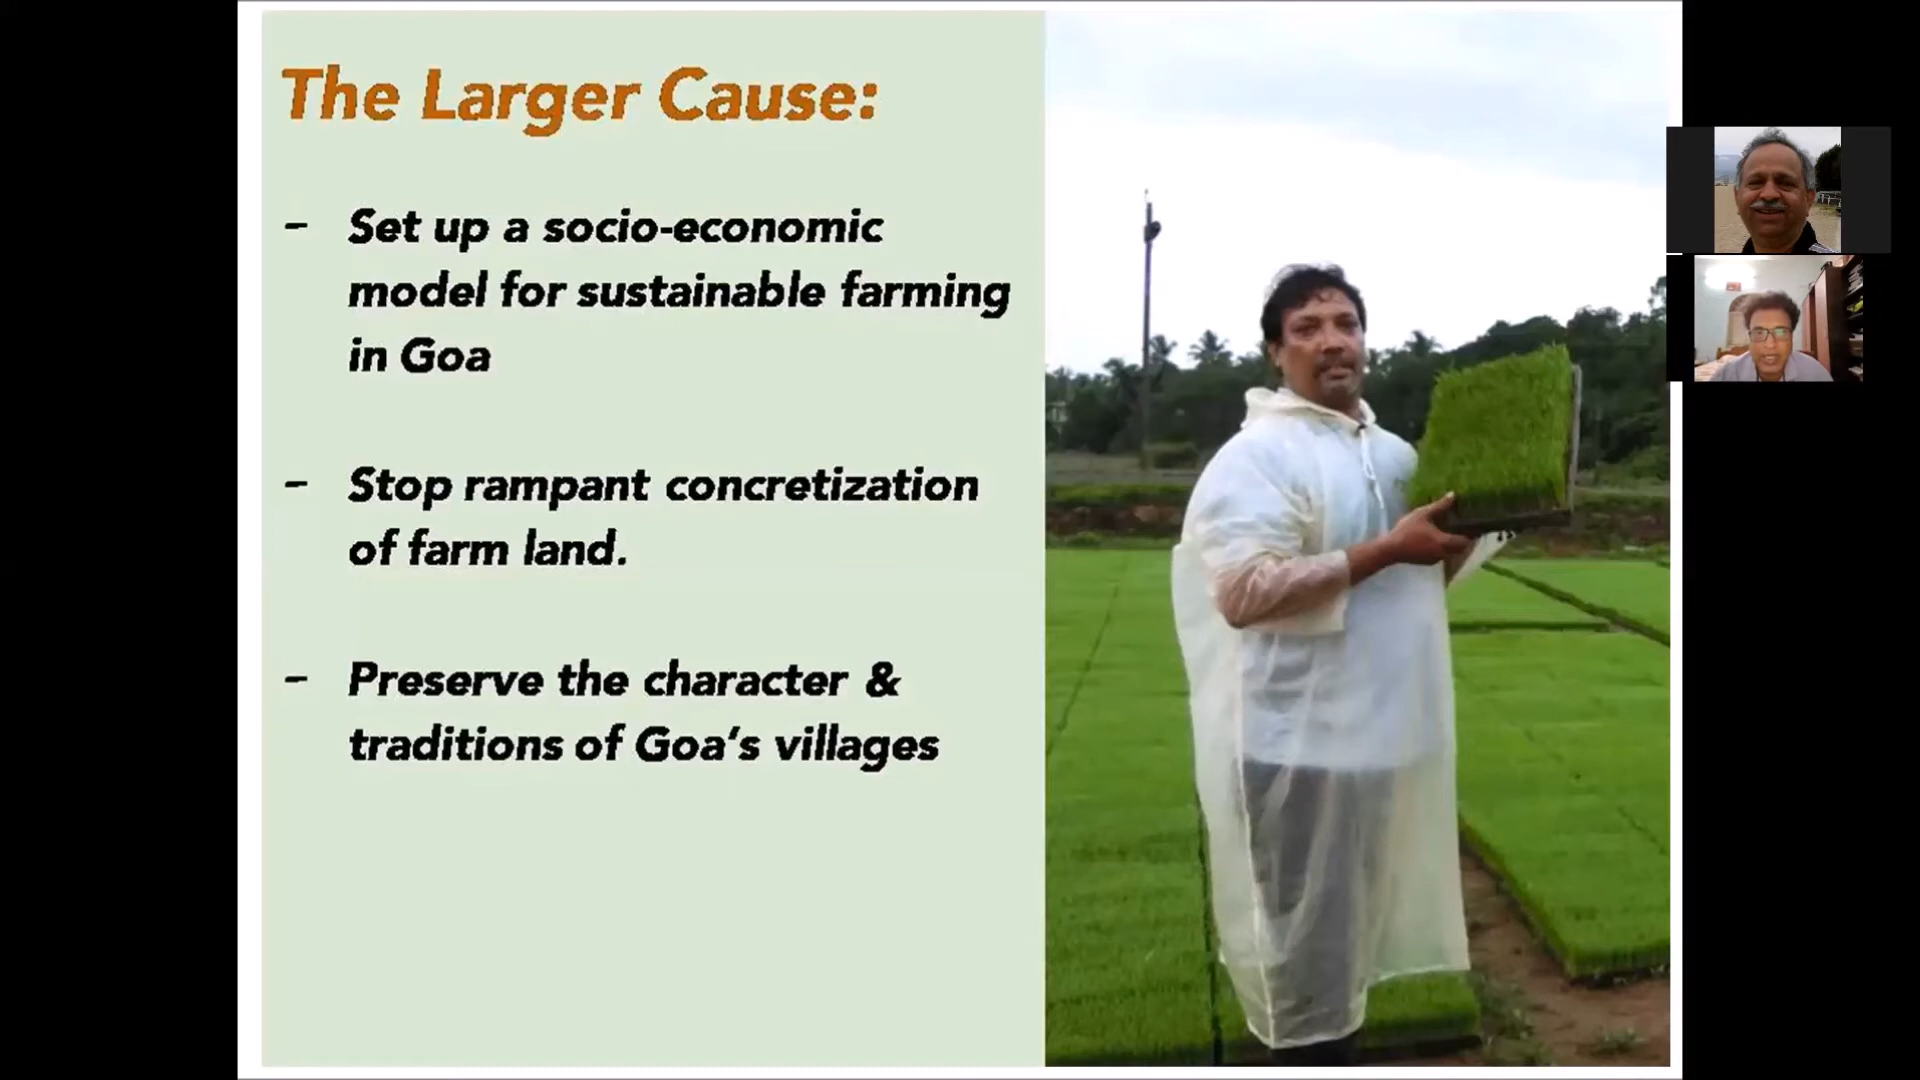 The Larger Cause:
- Set up a socio-economic
model for sustainable farming
in Goa
- Stop rampant concretization
of farm land.
- Preserve the character &
traditions of Goa's villages